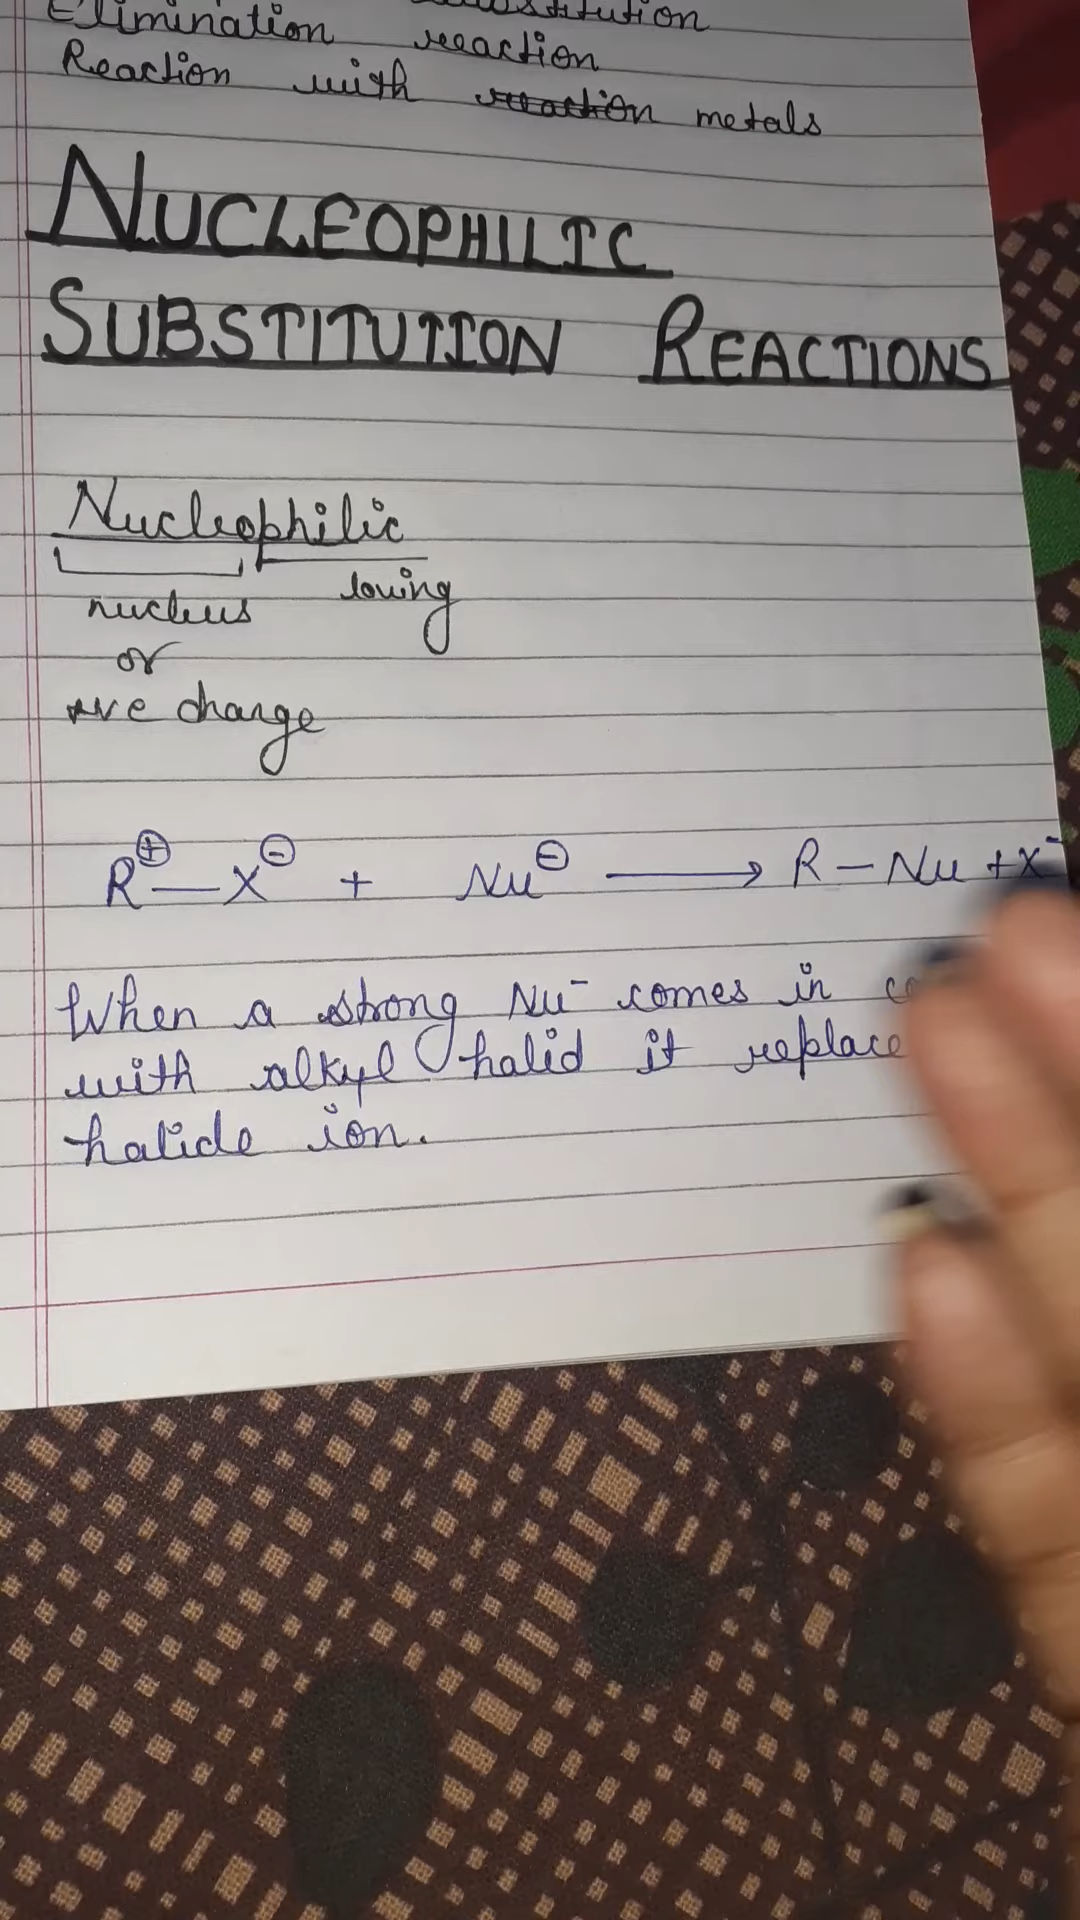 Elimination reaction
Reaction with metals
NUCLEOPHILIC
SUBSTITUTION REACTIONS
Nucleophilic
nucleus loving
or
+ve charge
R⊕—X⊖ + Nu⊖ ⟶ R – Nu + X⁻
When a strong Nu⁻ comes in
with alkyl halid it replace
halide ion.